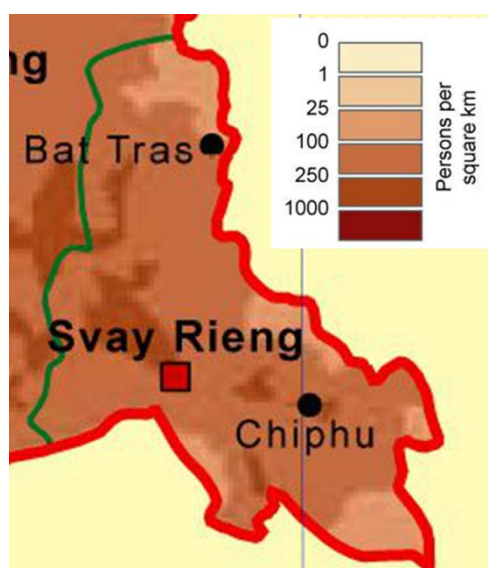 ng
Bat Tras
Svay Rieng
Chiphu
0
1
25
100
250
1000
Persons per
square km